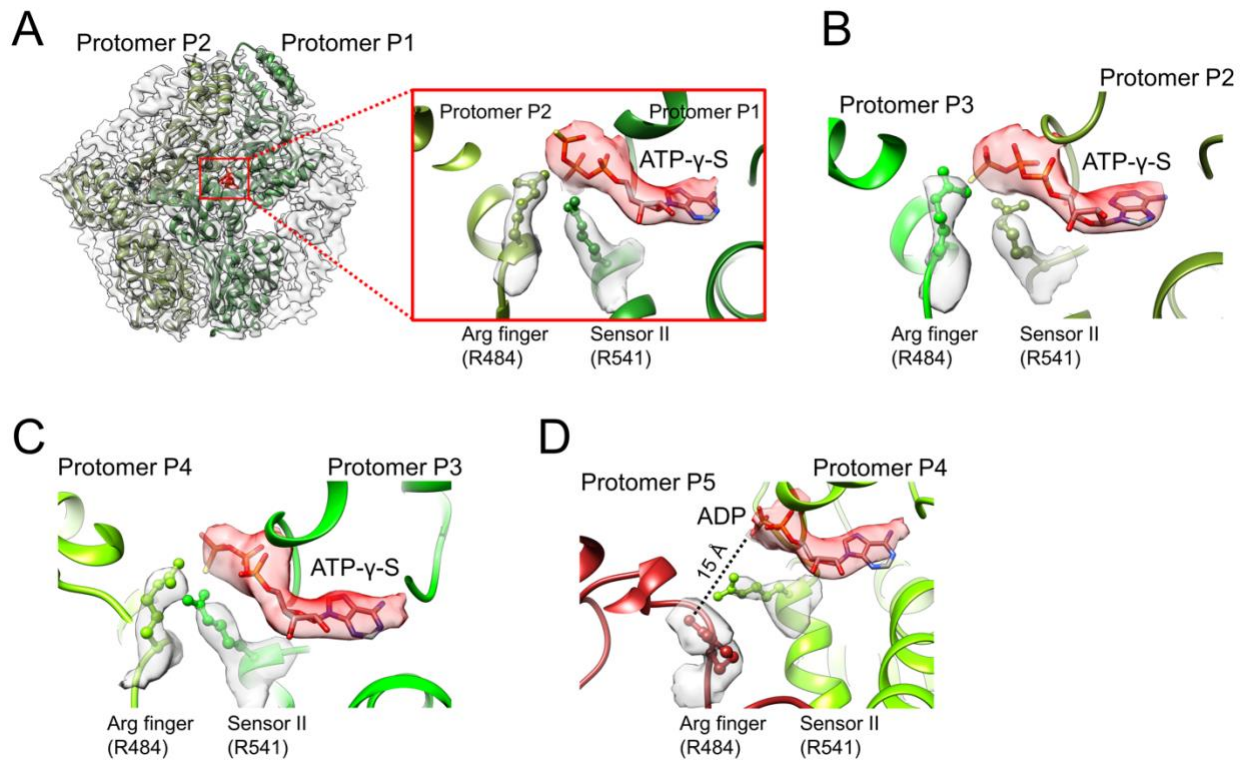 A
Protomer P2 Protomer P1
Protomer P2 Protomer P1
ATP-γ-S
Arg finger Sensor II
(R484) (R541)
B
Protomer P2
Protomer P3
ATP-γ-S
Arg finger Sensor II
(R484) (R541)
C
Protomer P4 Protomer P3
ATP-γ-S
Arg finger Sensor II
(R484) (R541)
D
Protomer P4
Protomer P5
ADP
15 Å
Arg finger Sensor II
(R484) (R541)